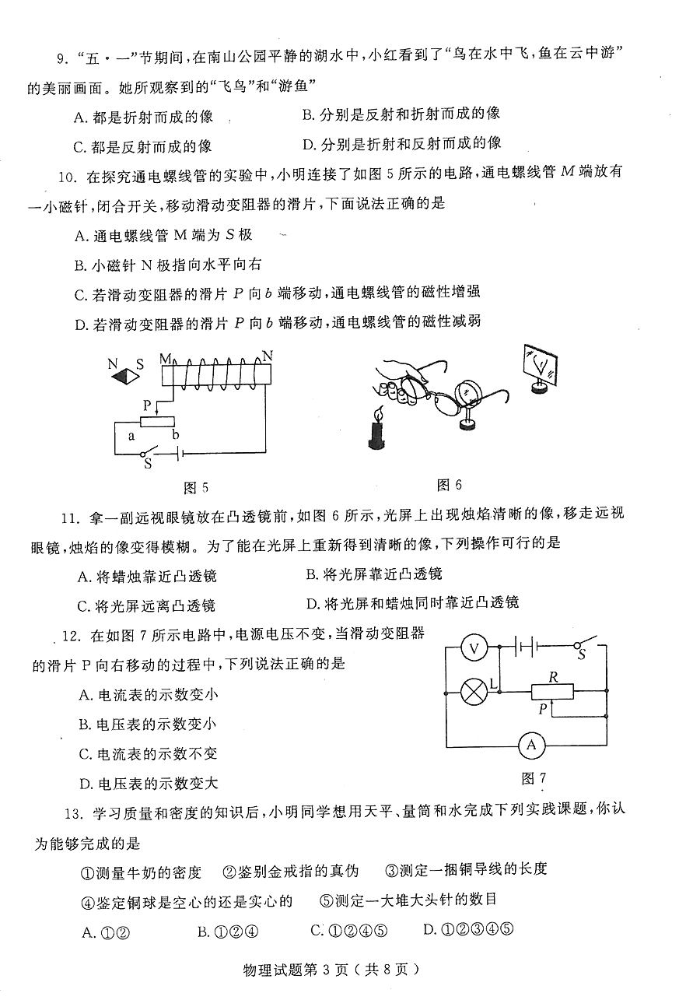 9. “五·一”节期间,在南山公园平静的湖水中,小红看到了“鸟在水中飞,鱼在云中游”
的美丽画面。她所观察到的“飞鸟”和“游鱼”
A. 都是折射而成的像 B. 分别是反射和折射而成的像
C. 都是反射而成的像 D. 分别是折射和反射而成的像
10. 在探究通电螺线管的实验中,小明连接了如图 5 所示的电路,通电螺线管 M 端放有
一小磁针,闭合开关,移动滑动变阻器的滑片,下面说法正确的是
A. 通电螺线管 M 端为 S 极
B. 小磁针 N 极指向水平向右
C. 若滑动变阻器的滑片 P 向 b 端移动,通电螺线管的磁性增强
D. 若滑动变阻器的滑片 P 向 b 端移动,通电螺线管的磁性减弱
N S M N
P
a b
S
图 5 图 6
11. 拿一副远视眼镜放在凸透镜前,如图 6 所示,光屏上出现烛焰清晰的像,移走远视
眼镜,烛焰的像变得模糊。为了能在光屏上重新得到清晰的像,下列操作可行的是
A. 将蜡烛靠近凸透镜 B. 将光屏靠近凸透镜
C. 将光屏远离凸透镜 D. 将光屏和蜡烛同时靠近凸透镜
12. 在如图 7 所示电路中,电源电压不变,当滑动变阻器
的滑片 P 向右移动的过程中,下列说法正确的是
A. 电流表的示数变小
B. 电压表的示数变小
C. 电流表的示数不变
D. 电压表的示数变大
V S
L R
P
A
图 7
13. 学习质量和密度的知识后,小明同学想用天平、量筒和水完成下列实践课题,你认
为能够完成的是
①测量牛奶的密度 ②鉴别金戒指的真伪 ③测定一捆铜导线的长度
④鉴定铜球是空心的还是实心的 ⑤测定一大堆大头针的数目
A. ①② B. ①②④ C. ①②④⑤ D. ①②③④⑤
物理试题第 3 页(共 8 页)